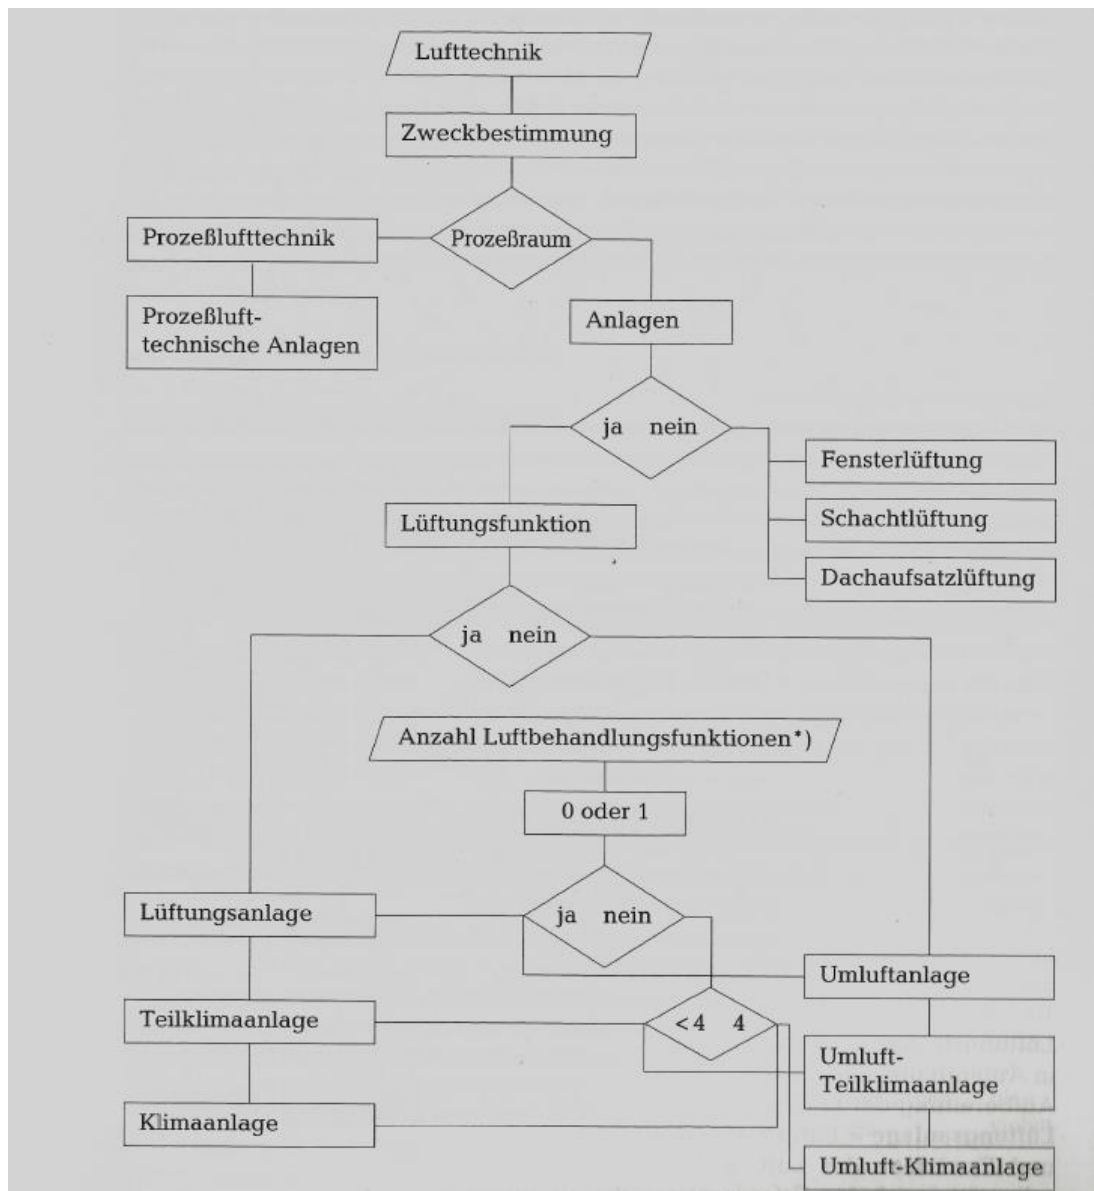 Lufttechnik
Zweckbestimmung
Prozeßlufttechnik
Prozeßraum
Prozeßluft-
technische Anlagen
Anlagen
ja nein
Fensterlüftung
Schachtlüftung
Dachaufsatzlüftung
Lüftungsfunktion
ja nein
Anzahl Luftbehandlungsfunktionen*)
0 oder 1
Lüftungsanlage
ja nein
Umluftanlage
Teilklimaanlage
<4 4
Umluft-
Teilklimaanlage
Klimaanlage
Umluft-Klimaanlage